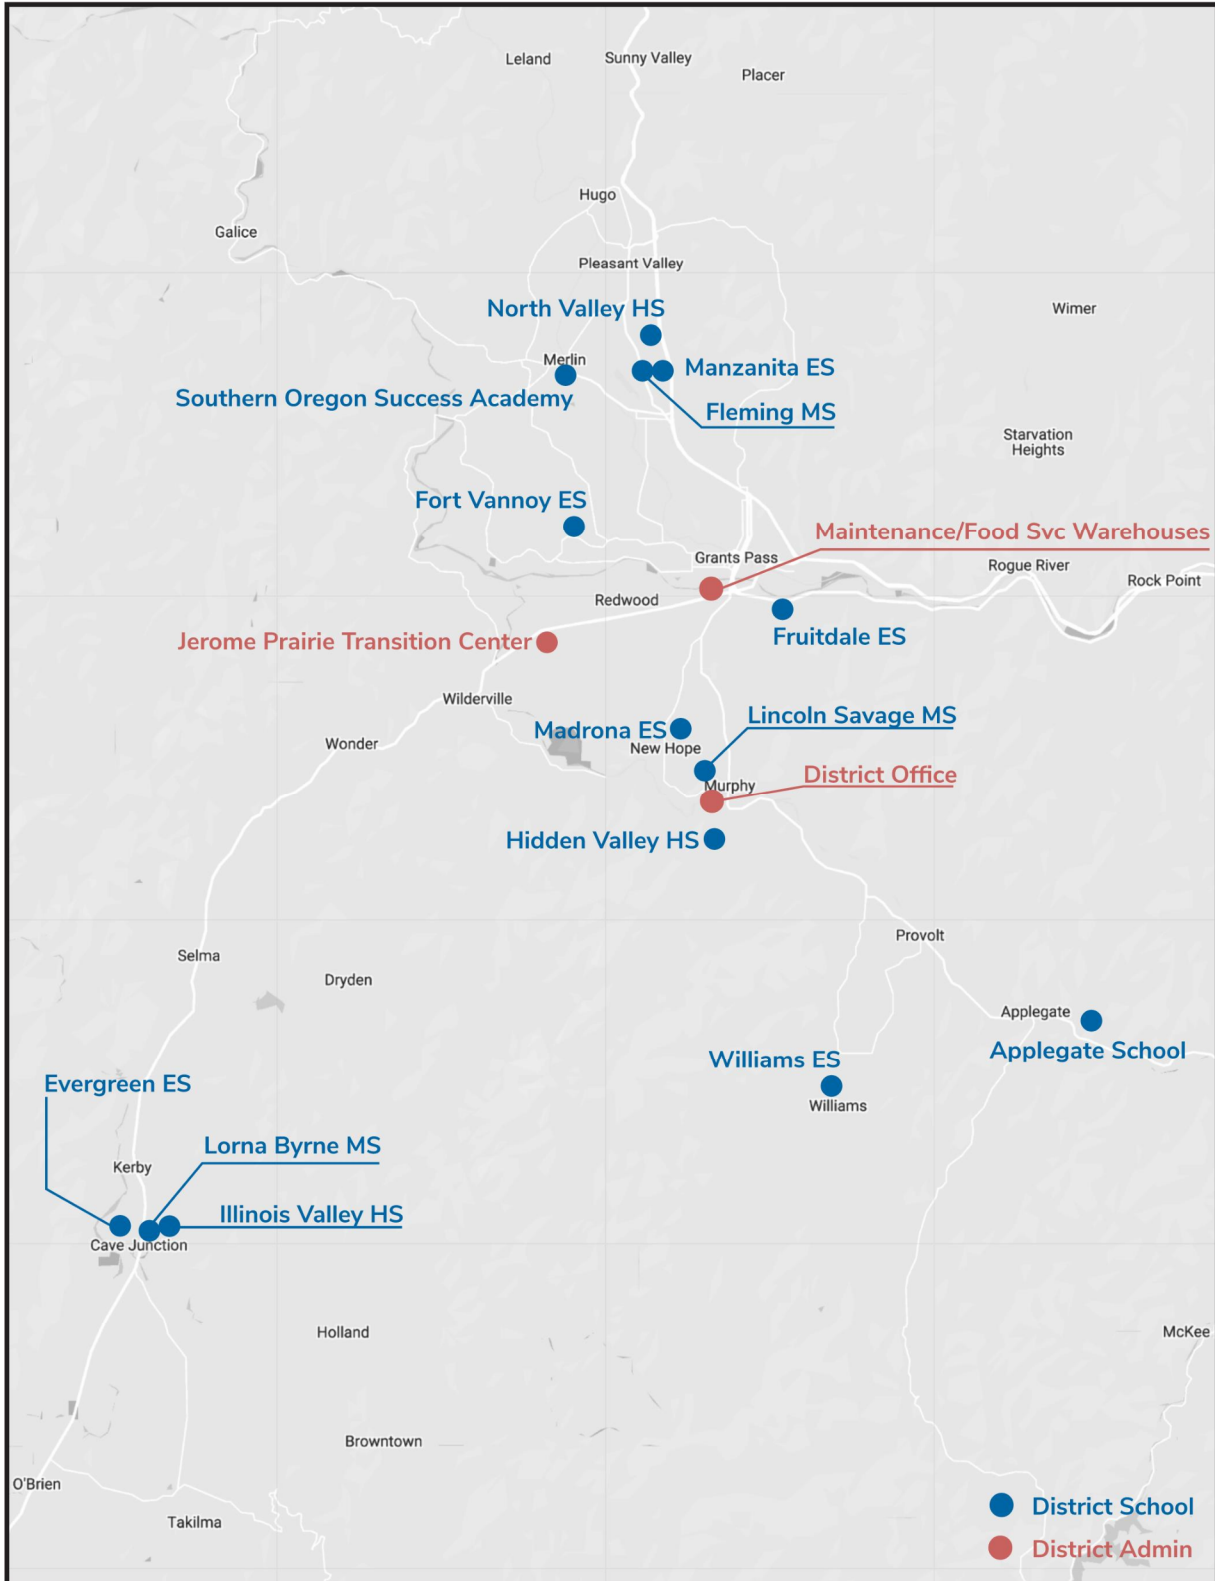 Leland
Sunny Valley
Placer
Hugo
Galice
Pleasant Valley
North Valley HS
Wimer
Merlin
Manzanita ES
Southern Oregon Success Academy
Fleming MS
Starvation
Heights
Fort Vannoy ES
Maintenance/Food Svc Warehouses
Grants Pass
Rogue River
Rock Point
Redwood
Fruitdale ES
Jerome Prairie Transition Center
Wilderville
Lincoln Savage MS
Madrona ES
Wonder
New Hope
District Office
Murphy
Hidden Valley HS
Provolt
Selma
Dryden
Applegate
Applegate School
Williams ES
Evergreen ES
Williams
Lorna Byrne MS
Kerby
Illinois Valley HS
Cave Junction
Holland
McKee
Browntown
O'Brien
Takilma
District School
District Admin